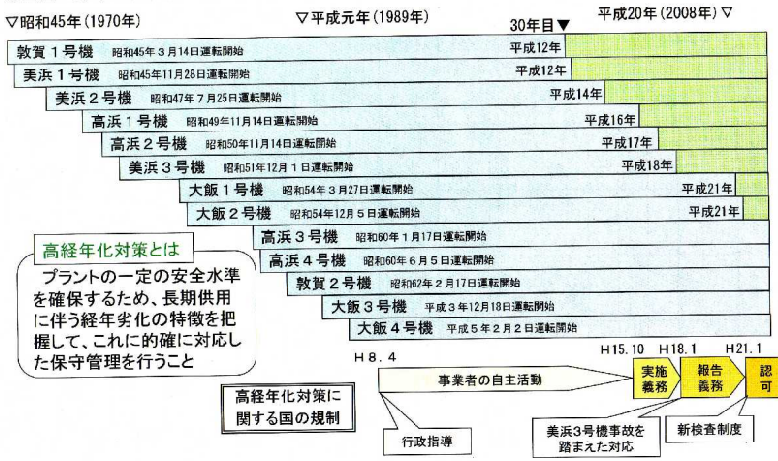 ▽昭和45年(1970年) ▽平成元年(1989年) 平成20年(2008年)▽
30年目▼
敦賀1号機 昭和45年3月14日運転開始 平成12年
美浜1号機 昭和45年11月28日運転開始 平成12年
美浜2号機 昭和47年7月25日運転開始 平成14年
高浜1号機 昭和49年11月14日運転開始 平成16年
高浜2号機 昭和50年11月14日運転開始 平成17年
美浜3号機 昭和51年12月1日運転開始 平成18年
大飯1号機 昭和54年3月27日運転開始 平成21年
大飯2号機 昭和54年12月5日運転開始 平成21年
高浜3号機 昭和60年1月17日運転開始
高浜4号機 昭和60年6月5日運転開始
敦賀2号機 昭和62年2月17日運転開始
大飯3号機 平成3年12月18日運転開始
大飯4号機 平成5年2月2日運転開始
高経年化対策とは
プラントの一定の安全水準
を確保するため、長期供用
に伴う経年劣化の特徴を把
握して、これに的確に対応し
た保守管理を行うこと
H8.4 H15.10 H18.1 H21.1
高経年化対策に
関する国の規制
事業者の自主活動
実施
義務
報告
義務
認
可
行政指導
美浜3号機事故を
踏まえた対応
新検査制度